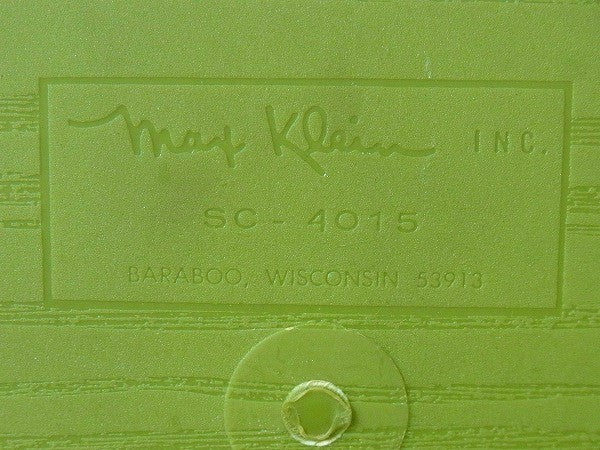 Max Klein INC.
SC-4015
BARABOO, WISCONSIN 53913